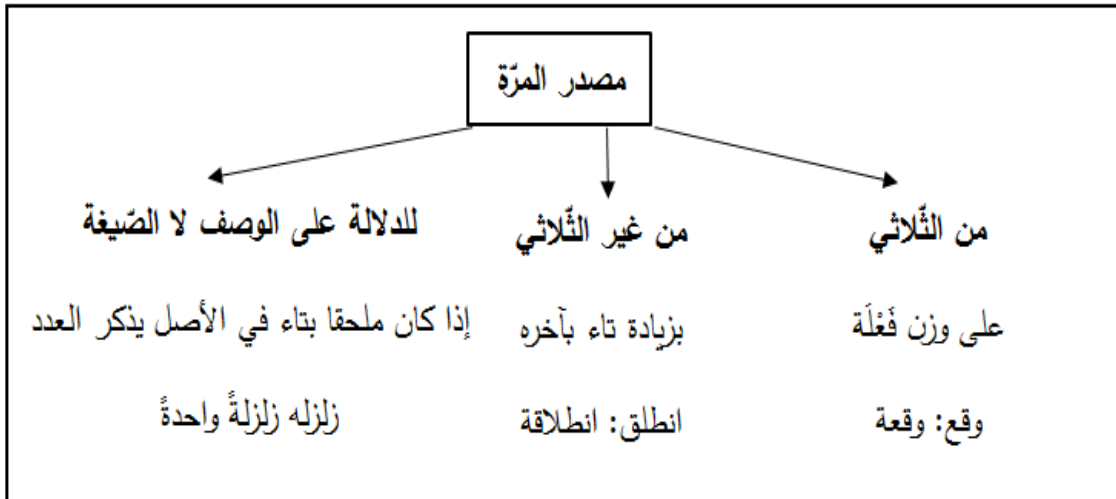 مصدر المرّة
من الثّلاثي
من غير الثّلاثي
للدلالة على الوصف لا الصّيغة
على وزن فَعْلَة
بزيادة تاء بآخره
إذا كان ملحقا بتاء في الأصل يذكر العدد
وقع: وقعة
انطلق: انطلاقة
زلزله زلزلةً واحدةً